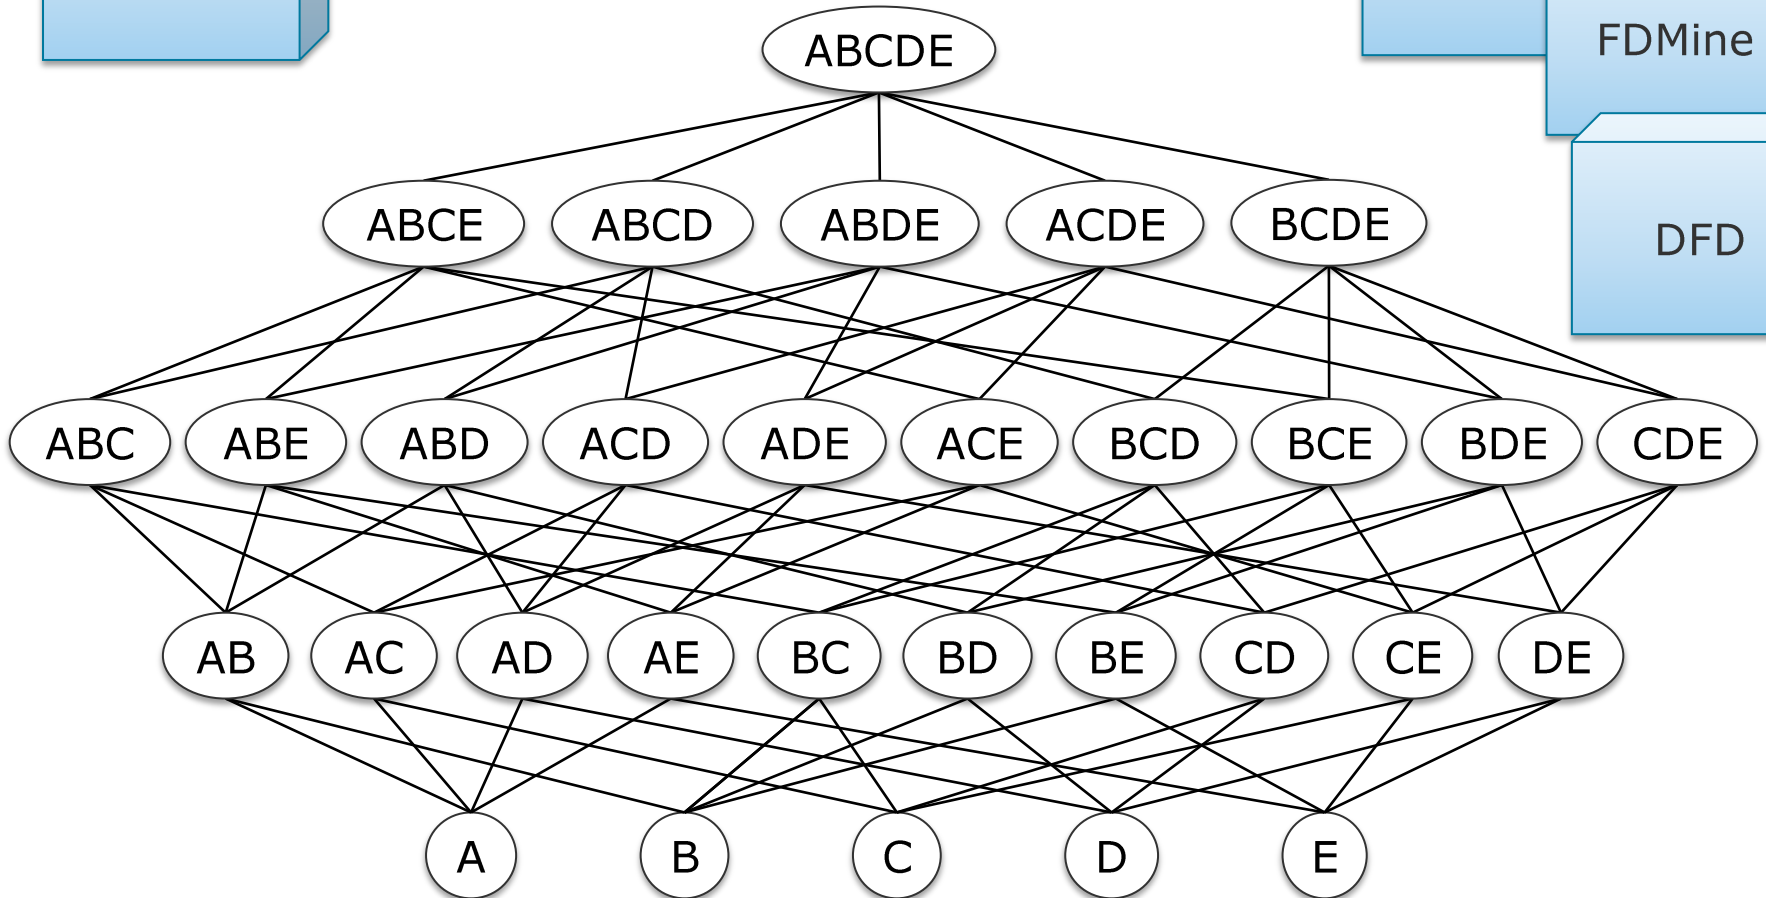 FDMine
ABCDE
DFD
ABCE ABCD ABDE ACDE BCDE
ABC ABE ABD ACD ADE ACE BCD BCE BDE CDE
AB AC AD AE BC BD BE CD CE DE
A B C D E